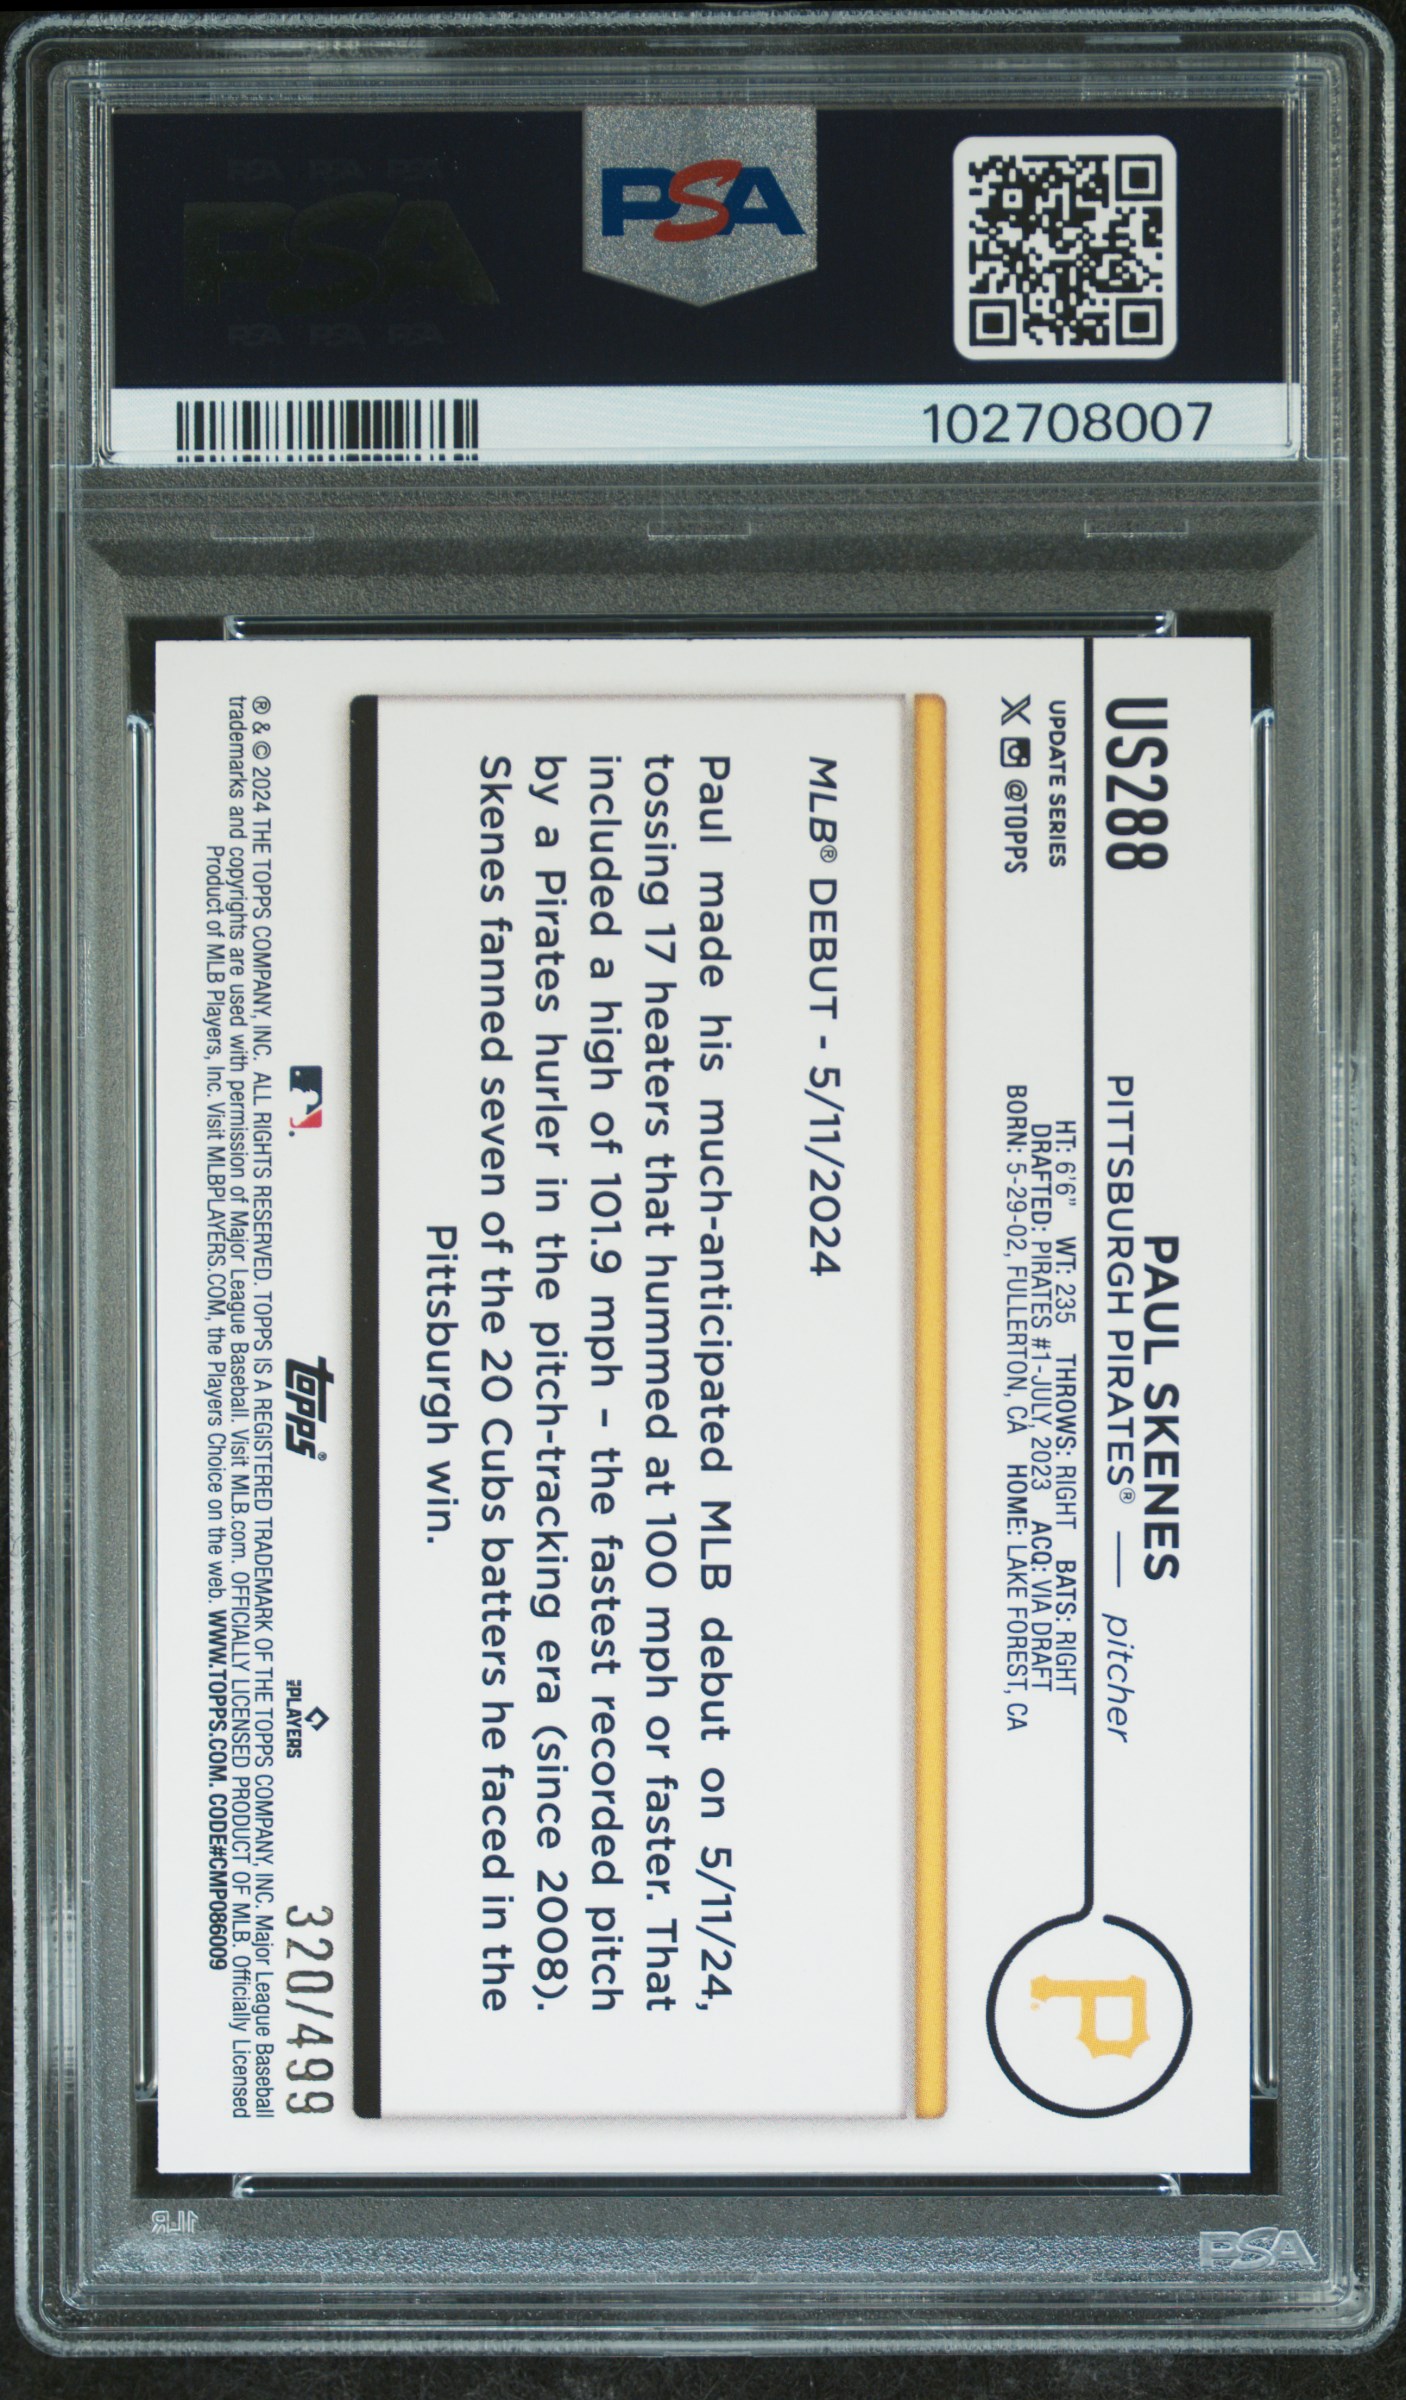 PSA PSA PSA
PSA
PSA PSA PSA
PSA
102708007
US288
PAUL SKENES
PITTSBURGH PIRATES® — pitcher
UPDATE SERIES
@TOPPS
HT: 6'6" WT: 235 THROWS: RIGHT BATS: RIGHT
DRAFTED: PIRATES #1-JULY, 2023 ACQ: VIA DRAFT
BORN: 5-29-02, FULLERTON, CA HOME: LAKE FOREST, CA
P
MLB® DEBUT - 5/11/2024
Paul made his much-anticipated MLB debut on 5/11/24,
tossing 17 heaters that hummed at 100 mph or faster. That
included a high of 101.9 mph - the fastest recorded pitch
by a Pirates hurler in the pitch-tracking era (since 2008).
Skenes fanned seven of the 20 Cubs batters he faced in the
Pittsburgh win.
topps®
PLAYERS
320/499
® & © 2024 THE TOPPS COMPANY, INC. ALL RIGHTS RESERVED. TOPPS IS A REGISTERED TRADEMARK OF THE TOPPS COMPANY, INC. Major League Baseball
trademarks and copyrights are used with permission of Major League Baseball. Visit MLB.com. OFFICIALLY LICENSED PRODUCT OF MLB. Officially Licensed
Product of MLB Players, Inc. Visit MLBPLAYERS.COM, the Players Choice on the web. WWW.TOPPS.COM. CODE#CMP086009
PSA